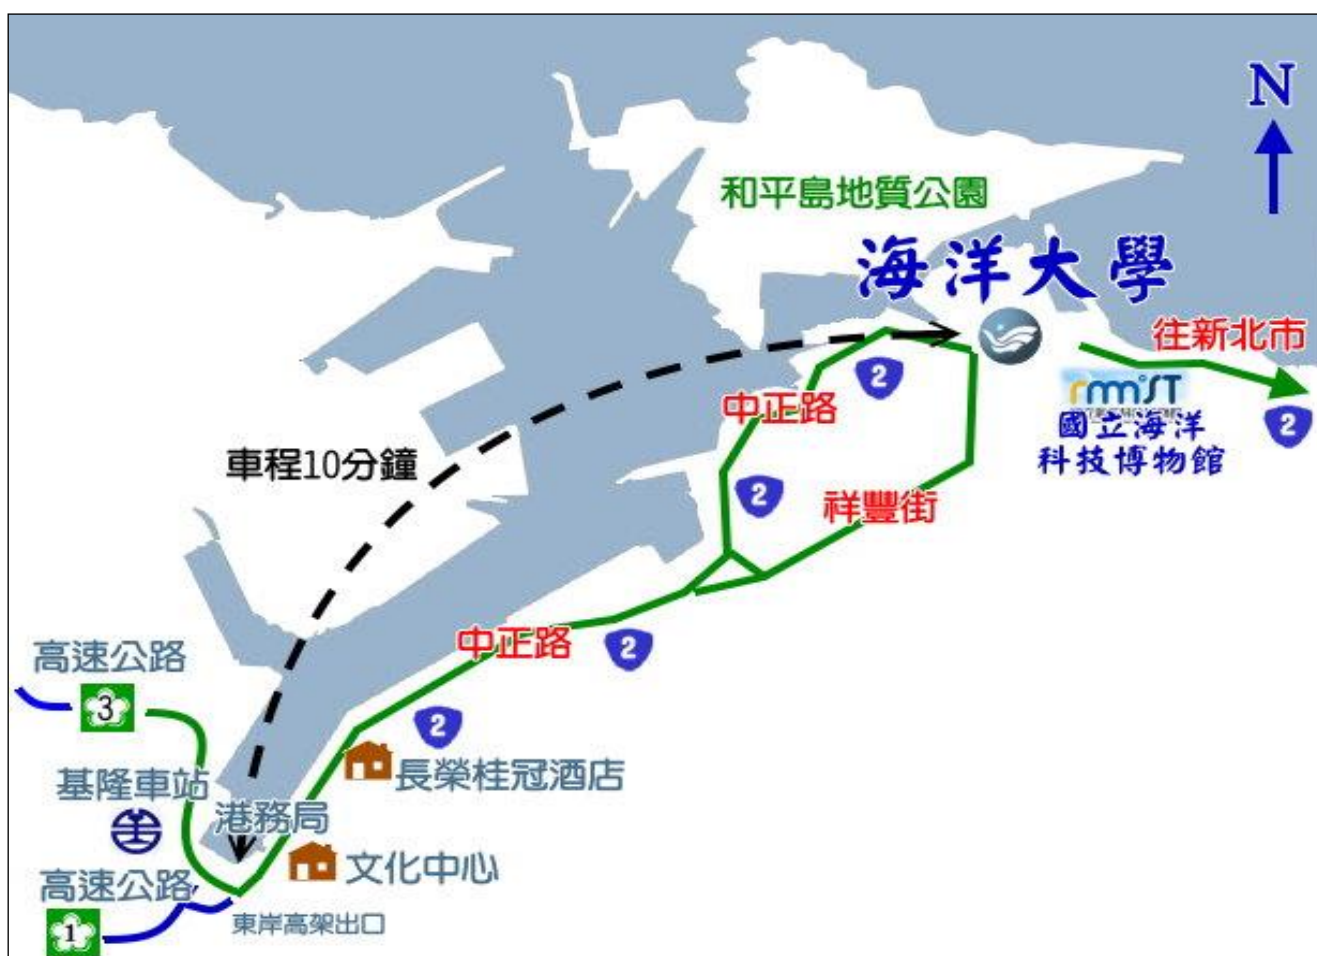 N
和平島地質公園
海洋大學
往新北市
2
rmmST
中正路
2
國立海洋
科技博物館
車程10分鐘
2
祥豐街
中正路
2
高速公路
3
2
長榮桂冠酒店
基隆車站
港務局
文化中心
高速公路
1
東岸高架出口